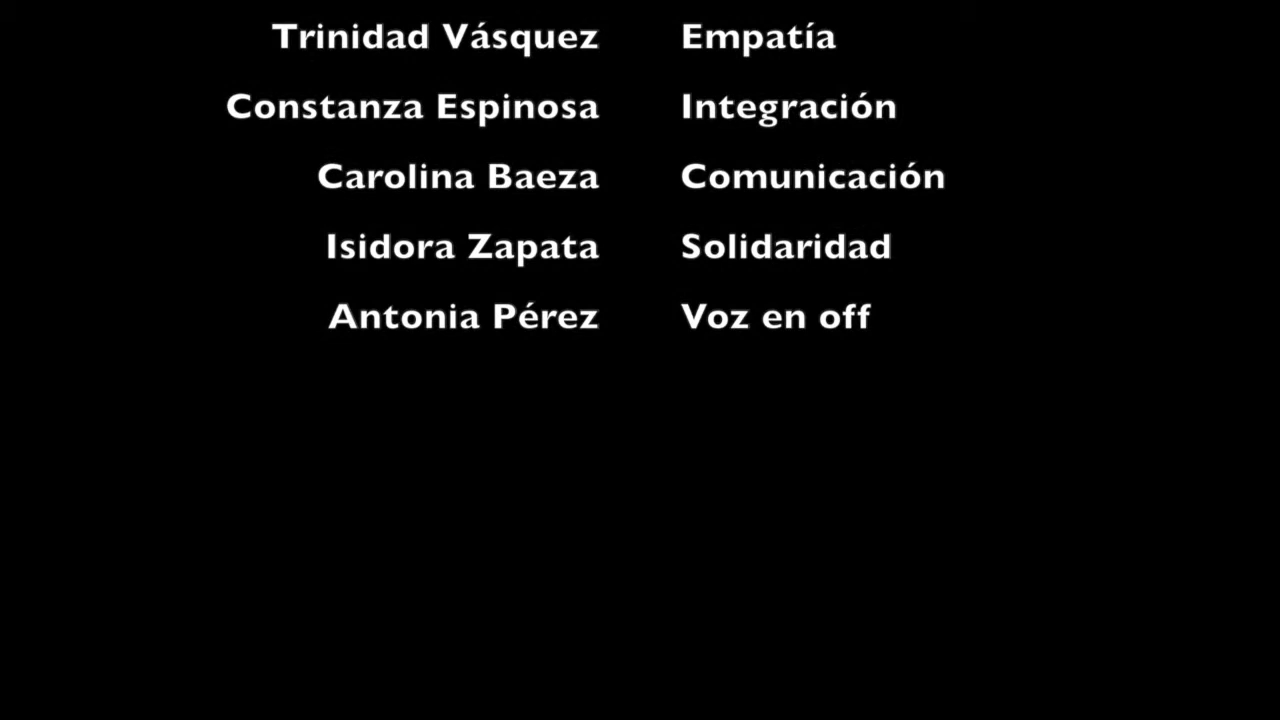 Trinidad Vásquez Empatía
Constanza Espinosa Integración
Carolina Baeza Comunicación
Isidora Zapata Solidaridad
Antonia Pérez Voz en off